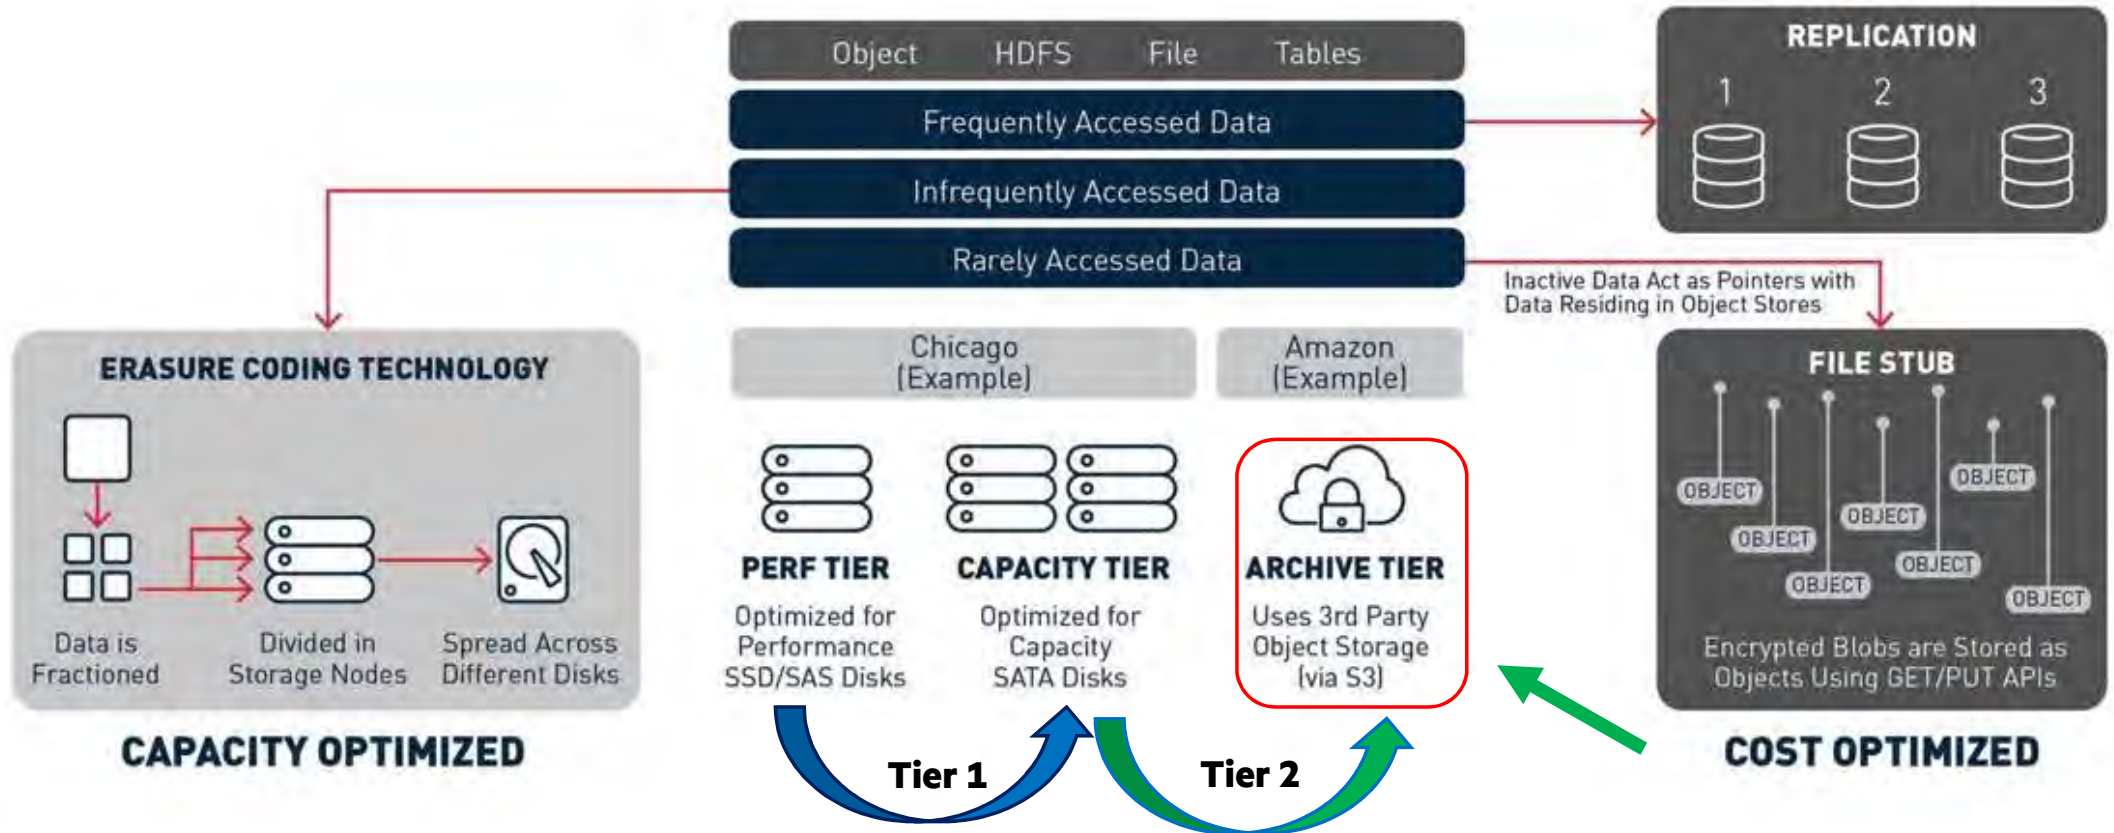 Object HDFS File Tables
Frequently Accessed Data
Infrequently Accessed Data
Rarely Accessed Data
REPLICATION
1 2 3
Inactive Data Act as Pointers with
Data Residing in Object Stores
ERASURE CODING TECHNOLOGY
Data is
Fractioned
Divided in
Storage Nodes
Spread Across
Different Disks
CAPACITY OPTIMIZED
Chicago
(Example)
Amazon
(Example)
PERF TIER
Optimized for
Performance
SSD/SAS Disks
CAPACITY TIER
Optimized for
Capacity
SATA Disks
ARCHIVE TIER
Uses 3rd Party
Object Storage
(via S3)
Tier 1
Tier 2
FILE STUB
OBJECT
OBJECT
OBJECT
OBJECT
OBJECT
OBJECT
OBJECT
Encrypted Blobs are Stored as
Objects Using GET/PUT APIs
COST OPTIMIZED